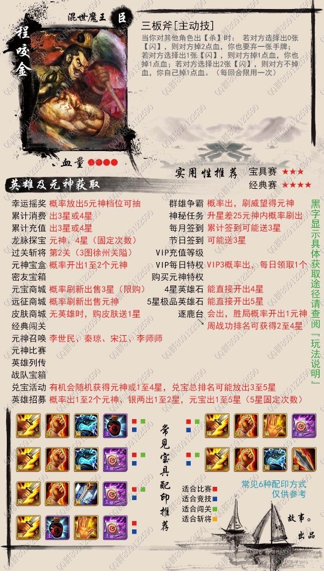 混世魔王 臣
程咬金
三板斧[主动技]
当你对其他角色出【杀】时：若对方选择出0张
【闪】，则对方掉2点血，你也要弃一张手牌；
若对方选择出1张【闪】，则对方掉1点血，你也
掉1点血；若对方选择出2张【闪】，则对方不掉
血，你自己掉1点血。（每回合限用一次）
血量
实用性推荐 宝具赛 ★★★
经典赛 ★★★★
英雄及元神获取
幸运摇奖 概率放出5元神档位可抽
累计消费 出3星或4星
累计充值 出3星或4星
龙脉探宝 元神，4星（固定次数）
过关斩将 第2关（3图徐州关隘）
元神宝盒 概率开出1至2个元神
密友宝箱
元宝商城 概率刷新出售3星（限购）
远征商城 概率刷新出售元神
皮肤商城 无英雄时，购皮肤送1星
经典闯关
元神召唤 李世民、秦琼、宋江、李师师
英雄列传
战队宝箱
兑宝活动 有机会随机获得元神或1至4星，兑宝总排名可能放出3至5星
英雄招募 概率出1至2个元神、银两出1至2星，元宝出1至5星（5星固定次数）
群雄争霸 概率出，刷威望得元神
神秘任务 升星差25元神内概率刷出
每月签到 累计签到可能送3星
节日签到 可能送3星
VIP充值等级
VIP每日特权 VIP3概率出，每日领取1个
购买元神特权
4星英雄石 能直接开出4星
5星极品英雄石 能直接开出5星
逐鹿台 会出，胜局概率开出1元神
周战功排名可获得2至4星
黑字显示具体获取途径请查阅『玩法说明』
常见宝具配印推荐
适合比赛
适合竞技
适合闯关
适合斩将
常见6种配印方式
仅供参考
故事。
出品